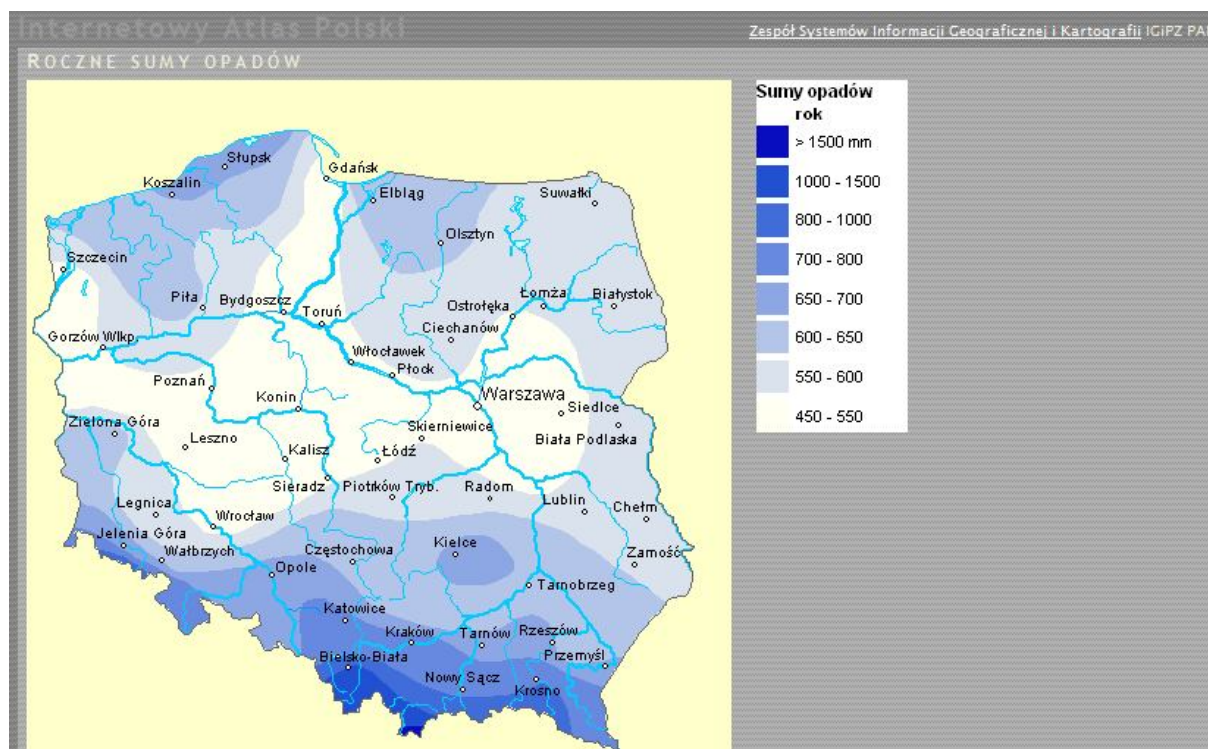 Internetowy Atlas Polski
Zespół Systemów Informacji Geograficznej i Kartografii IGiPZ PAN
ROCZNE SUMY OPADÓW
Sumy opadów
rok
> 1500 mm
1000 - 1500
800 - 1000
700 - 800
650 - 700
600 - 650
550 - 600
450 - 550
Słupsk
Gdańsk
Koszalin
Elbląg
Suwałki
Olsztyn
Szczecin
Piła
Bydgoszcz
Toruń
Ostrołęka
Łomża
Białystok
Ciechanów
Gorzów Wlkp.
Włocławek
Płock
Poznań
Konin
Warszawa
Siedlce
Zielona Góra
Leszno
Skierniewice
Biała Podlaska
Kalisz
Łódź
Sieradz
Piotrków Tryb.
Radom
Lublin
Chełm
Legnica
Wrocław
Jelenia Góra
Wałbrzych
Częstochowa
Kielce
Zamość
Opole
Tarnobrzeg
Katowice
Kraków
Tarnów
Rzeszów
Bielsko-Biała
Przemyśl
Nowy Sącz
Krosno